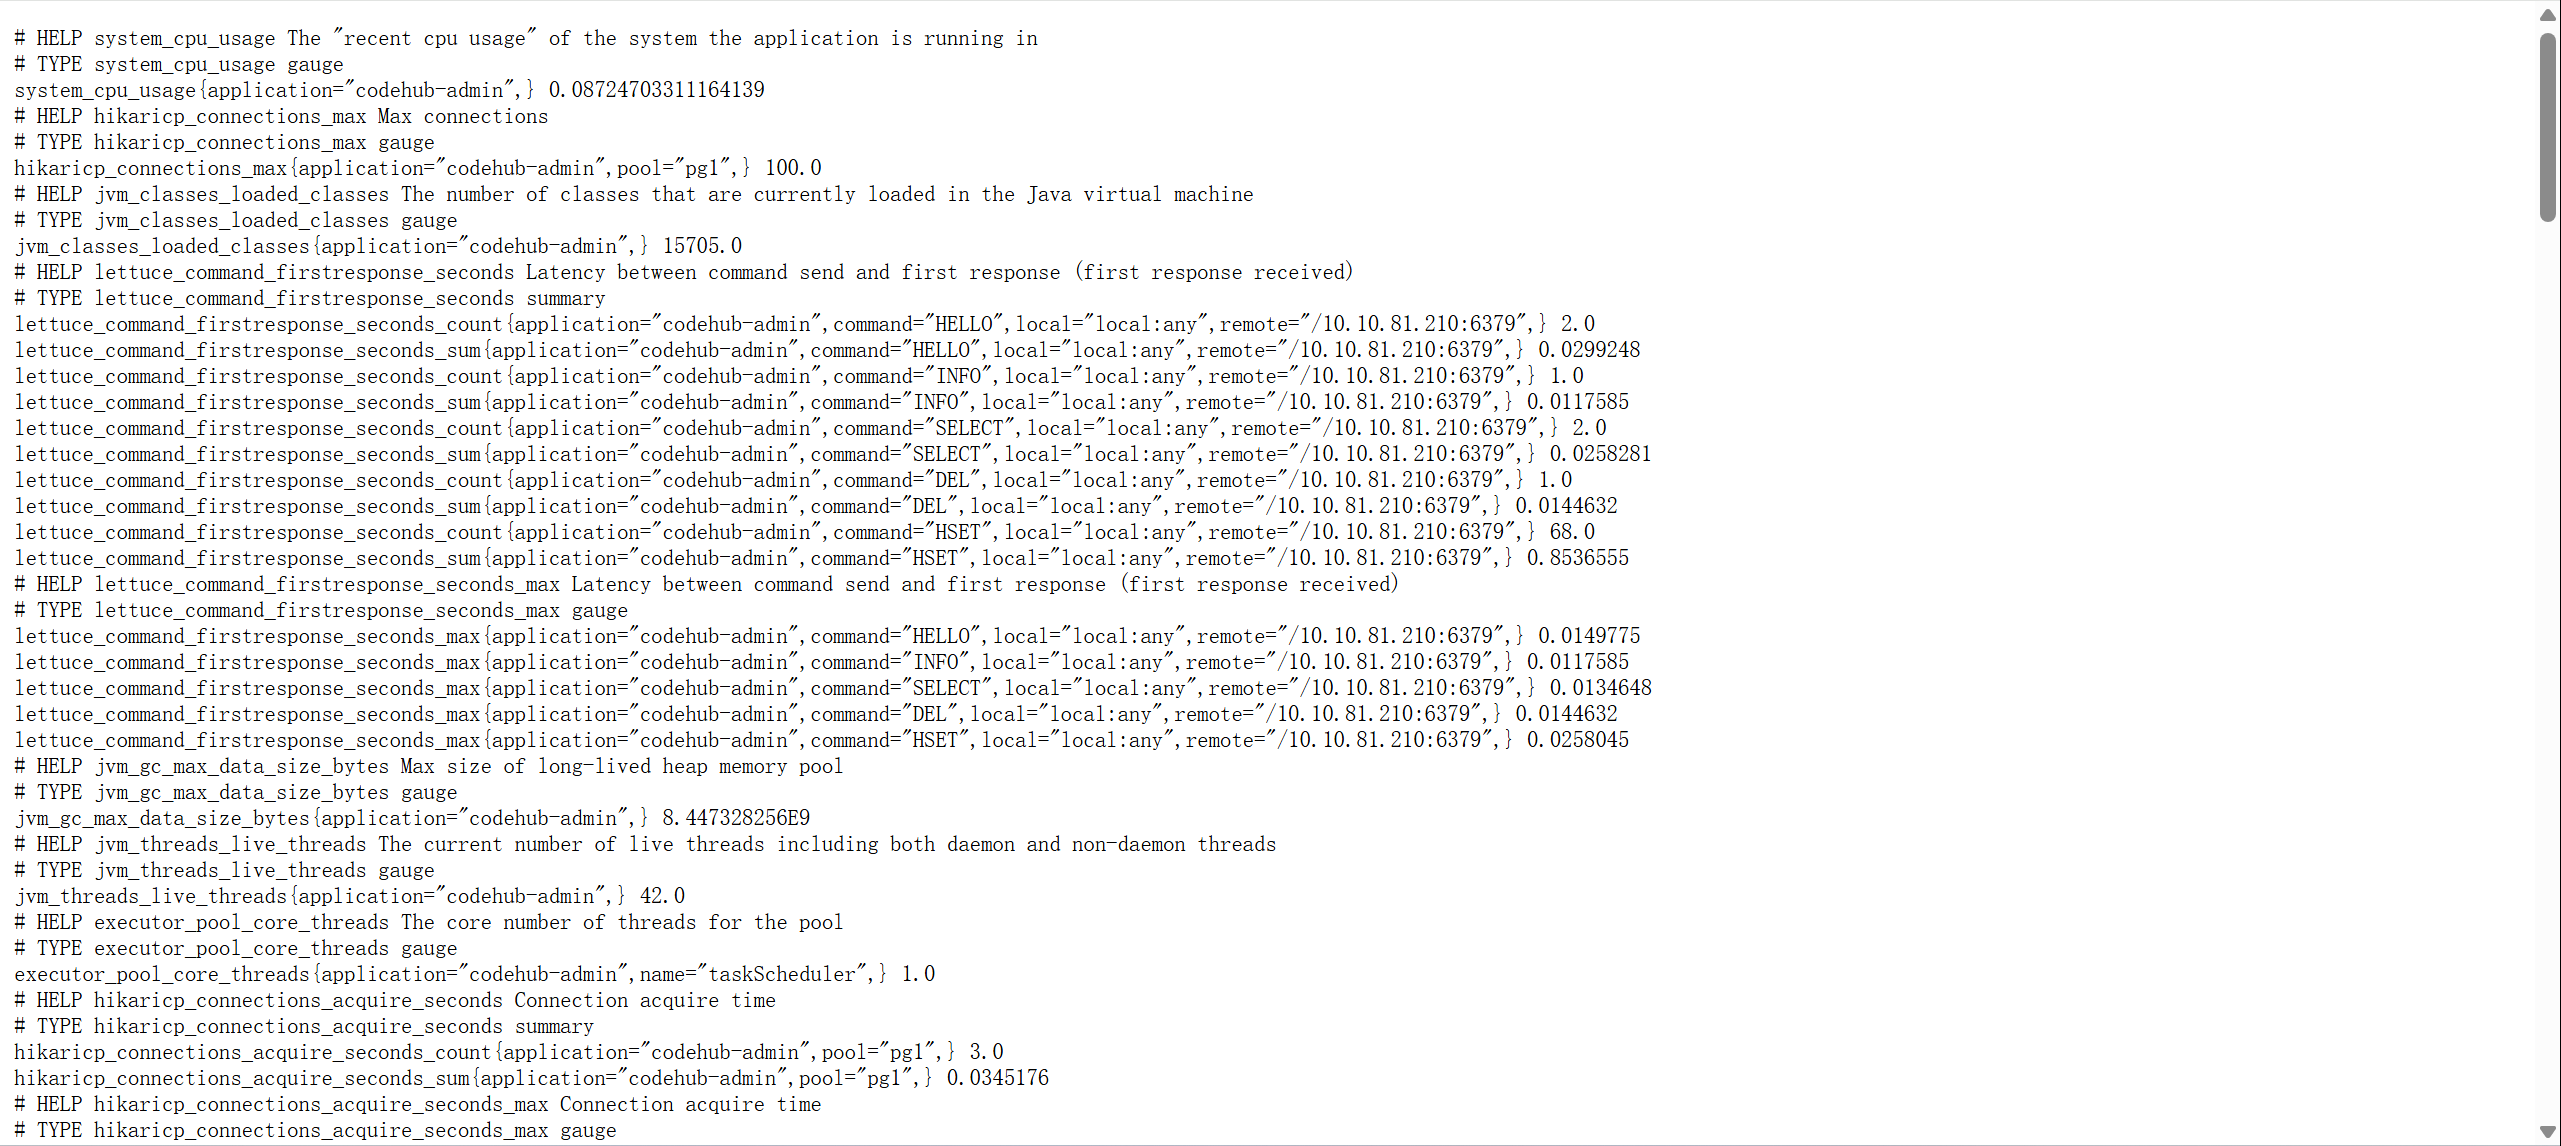 # HELP system_cpu_usage The "recent cpu usage" of the system the application is running in
# TYPE system_cpu_usage gauge
system_cpu_usage{application="codehub-admin",} 0.08724703311164139
# HELP hikaricp_connections_max Max connections
# TYPE hikaricp_connections_max gauge
hikaricp_connections_max{application="codehub-admin",pool="pg1",} 100.0
# HELP jvm_classes_loaded_classes The number of classes that are currently loaded in the Java virtual machine
# TYPE jvm_classes_loaded_classes gauge
jvm_classes_loaded_classes{application="codehub-admin",} 15705.0
# HELP lettuce_command_firstresponse_seconds Latency between command send and first response (first response received)
# TYPE lettuce_command_firstresponse_seconds summary
lettuce_command_firstresponse_seconds_count{application="codehub-admin",command="HELLO",local="local:any",remote="/10.10.81.210:6379",} 2.0
lettuce_command_firstresponse_seconds_sum{application="codehub-admin",command="HELLO",local="local:any",remote="/10.10.81.210:6379",} 0.0299248
lettuce_command_firstresponse_seconds_count{application="codehub-admin",command="INFO",local="local:any",remote="/10.10.81.210:6379",} 1.0
lettuce_command_firstresponse_seconds_sum{application="codehub-admin",command="INFO",local="local:any",remote="/10.10.81.210:6379",} 0.0117585
lettuce_command_firstresponse_seconds_count{application="codehub-admin",command="SELECT",local="local:any",remote="/10.10.81.210:6379",} 2.0
lettuce_command_firstresponse_seconds_sum{application="codehub-admin",command="SELECT",local="local:any",remote="/10.10.81.210:6379",} 0.0258281
lettuce_command_firstresponse_seconds_count{application="codehub-admin",command="DEL",local="local:any",remote="/10.10.81.210:6379",} 1.0
lettuce_command_firstresponse_seconds_sum{application="codehub-admin",command="DEL",local="local:any",remote="/10.10.81.210:6379",} 0.0144632
lettuce_command_firstresponse_seconds_count{application="codehub-admin",command="HSET",local="local:any",remote="/10.10.81.210:6379",} 68.0
lettuce_command_firstresponse_seconds_sum{application="codehub-admin",command="HSET",local="local:any",remote="/10.10.81.210:6379",} 0.8536555
# HELP lettuce_command_firstresponse_seconds_max Latency between command send and first response (first response received)
# TYPE lettuce_command_firstresponse_seconds_max gauge
lettuce_command_firstresponse_seconds_max{application="codehub-admin",command="HELLO",local="local:any",remote="/10.10.81.210:6379",} 0.0149775
lettuce_command_firstresponse_seconds_max{application="codehub-admin",command="INFO",local="local:any",remote="/10.10.81.210:6379",} 0.0117585
lettuce_command_firstresponse_seconds_max{application="codehub-admin",command="SELECT",local="local:any",remote="/10.10.81.210:6379",} 0.0134648
lettuce_command_firstresponse_seconds_max{application="codehub-admin",command="DEL",local="local:any",remote="/10.10.81.210:6379",} 0.0144632
lettuce_command_firstresponse_seconds_max{application="codehub-admin",command="HSET",local="local:any",remote="/10.10.81.210:6379",} 0.0258045
# HELP jvm_gc_max_data_size_bytes Max size of long-lived heap memory pool
# TYPE jvm_gc_max_data_size_bytes gauge
jvm_gc_max_data_size_bytes{application="codehub-admin",} 8.447328256E9
# HELP jvm_threads_live_threads The current number of live threads including both daemon and non-daemon threads
# TYPE jvm_threads_live_threads gauge
jvm_threads_live_threads{application="codehub-admin",} 42.0
# HELP executor_pool_core_threads The core number of threads for the pool
# TYPE executor_pool_core_threads gauge
executor_pool_core_threads{application="codehub-admin",name="taskScheduler",} 1.0
# HELP hikaricp_connections_acquire_seconds Connection acquire time
# TYPE hikaricp_connections_acquire_seconds summary
hikaricp_connections_acquire_seconds_count{application="codehub-admin",pool="pg1",} 3.0
hikaricp_connections_acquire_seconds_sum{application="codehub-admin",pool="pg1",} 0.0345176
# HELP hikaricp_connections_acquire_seconds_max Connection acquire time
# TYPE hikaricp_connections_acquire_seconds_max gauge